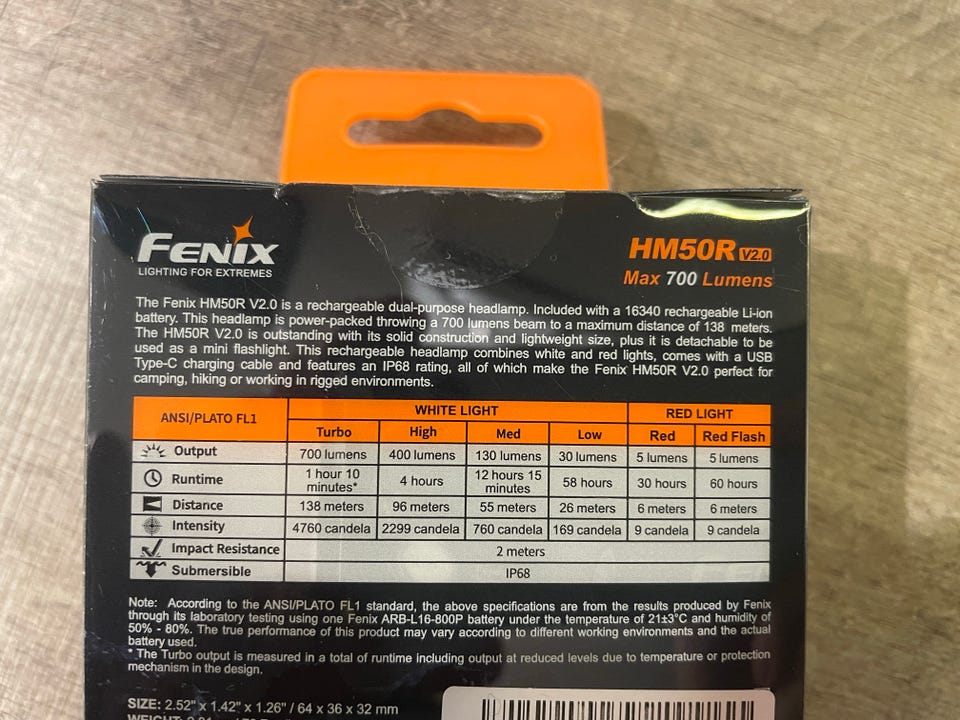 FENIX
LIGHTING FOR EXTREMES
HM50R V2.0
Max 700 Lumens
The Fenix HM50R V2.0 is a rechargeable dual-purpose headlamp. Included with a 16340 rechargeable Li-ion
battery. This headlamp is power-packed throwing a 700 lumens beam to a maximum distance of 138 meters.
The HM50R V2.0 is outstanding with its solid construction and lightweight size, plus it is detachable to be
used as a mini flashlight. This rechargeable headlamp combines white and red lights, comes with a USB
Type-C charging cable and features an IP68 rating, all of which make the Fenix HM50R V2.0 perfect for
camping, hiking or working in rigged environments.
ANSI/PLATO FL1 WHITE LIGHT RED LIGHT
Turbo High Med Low Red Red Flash
Output 700 lumens 400 lumens 130 lumens 30 lumens 5 lumens 5 lumens
Runtime 1 hour 10 minutes* 4 hours 12 hours 15 minutes 58 hours 30 hours 60 hours
Distance 138 meters 96 meters 55 meters 26 meters 6 meters 6 meters
Intensity 4760 candela 2299 candela 760 candela 169 candela 9 candela 9 candela
Impact Resistance 2 meters
Submersible IP68
Note: According to the ANSI/PLATO FL1 standard, the above specifications are from the results produced by Fenix
through its laboratory testing using one Fenix ARB-L16-800P battery under the temperature of 21±3°C and humidity of
50% - 80%. The true performance of this product may vary according to different working environments and the actual
battery used.
* The Turbo output is measured in a total of runtime including output at reduced levels due to temperature or protection
mechanism in the design.
SIZE: 2.52" x 1.42" x 1.26" / 64 x 36 x 32 mm
WEIGHT: